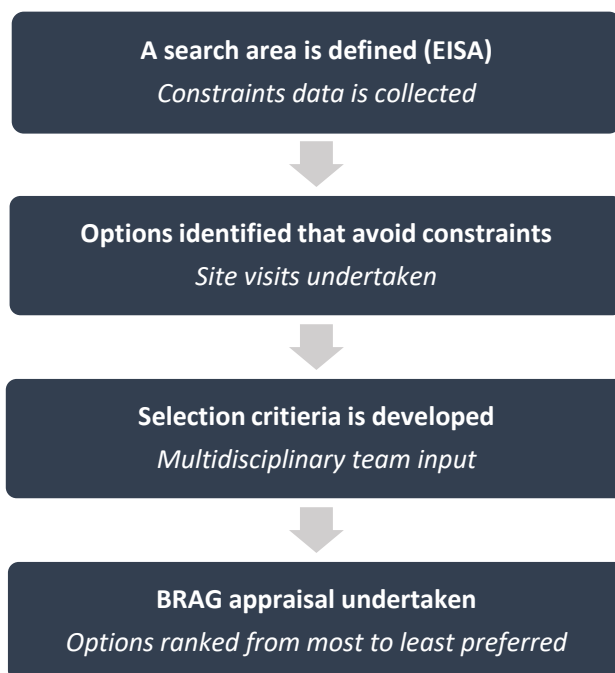 A search area is defined (EISA)
Constraints data is collected
Options identified that avoid constraints
Site visits undertaken
Selection critieria is developed
Multidisciplinary team input
BRAG appraisal undertaken
Options ranked from most to least preferred